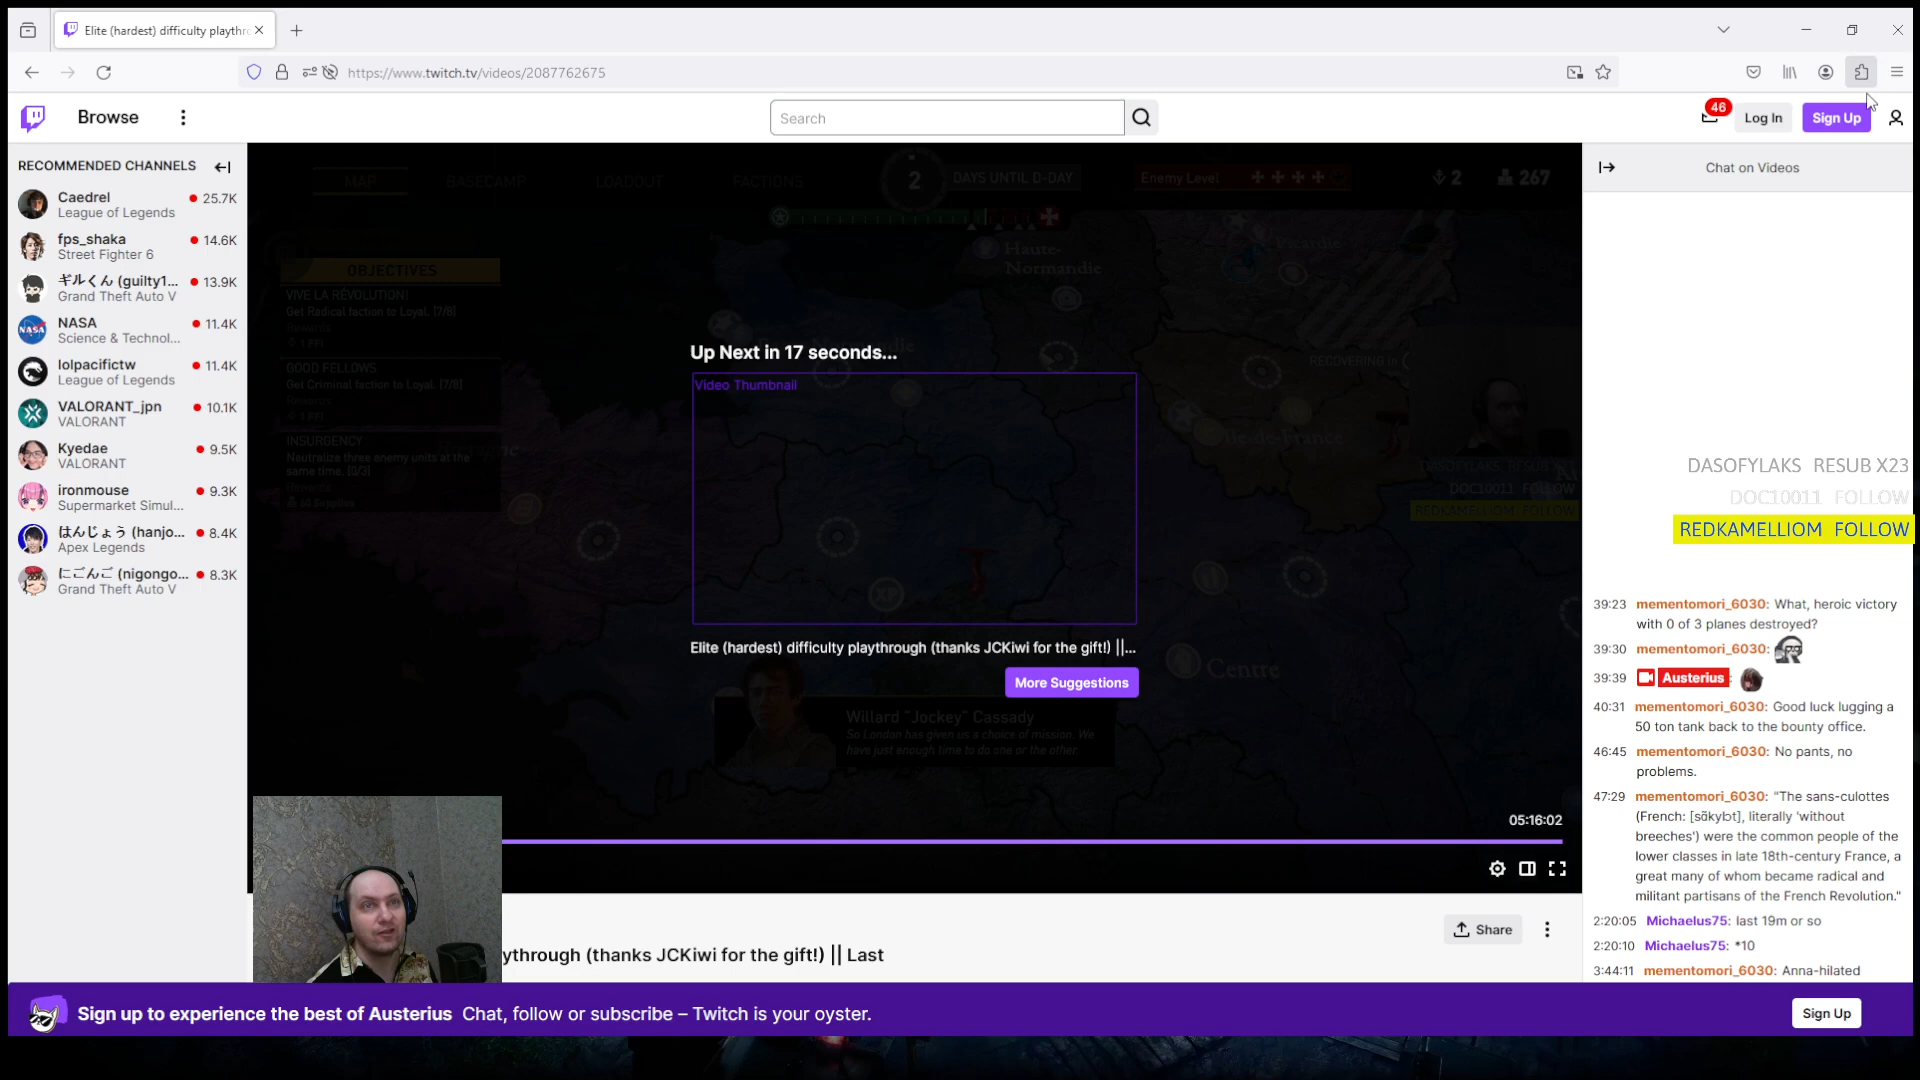 Elite (hardest) difficulty playthr
https://www.twitch.tv/videos/2087762675
Browse
Search
46
Log In
Sign Up
RECOMMENDED CHANNELS
Caedrel
League of Legends
25.7K
fps_shaka
Street Fighter 6
14.6K
ギルくん (guilty1...
Grand Theft Auto V
13.9K
NASA
Science & Technol...
11.4K
lolpacifictw
League of Legends
11.4K
VALORANT_jpn
VALORANT
10.1K
Kyedae
VALORANT
9.5K
ironmouse
Supermarket Simul...
9.3K
はんじょう (hanjo...
Apex Legends
8.4K
にごんご (nigongo...
Grand Theft Auto V
8.3K
MAP
BASECAMP
LOADOUT
FACTIONS
2
DAYS UNTIL D-DAY
Enemy Level
2
267
OBJECTIVES
VIVE LA RÉVOLUTION!
Get Radical faction to Loyal. [7/8]
Rewards
1 PPI
GOOD FELLOWS
Get Criminal faction to Loyal. [7/8]
INSURGENCY
Neutralize three enemy units at the
same time. [0/3]
Haute-
Normandie
Picardie
RECOVERING in
Île-de-France
Centre
XP
DASOFYLAKS RESUB X23
DOC10011 FOLLOW
REDKAMELLIOM FOLLOW
Up Next in 17 seconds...
Video Thumbnail
Elite (hardest) difficulty playthrough (thanks JCKiwi for the gift!) ||...
More Suggestions
Willard "Jockey" Cassady
So London has given us a choice of mission. We
have just enough time to do one or the other
05:16:02
Share
ythrough (thanks JCKiwi for the gift!) || Last
Chat on Videos
DASOFYLAKS RESUB X23
DOC10011 FOLLOW
REDKAMELLIOM FOLLOW
39:23 mementomori_6030: What, heroic victory
with 0 of 3 planes destroyed?
39:30 mementomori_6030:
39:39 Austerius:
40:31 mementomori_6030: Good luck lugging a
50 ton tank back to the bounty office.
46:45 mementomori_6030: No pants, no
problems.
47:29 mementomori_6030: "The sans-culottes
(French: [sɑ̃kylɔt], literally 'without
breeches') were the common people of the
lower classes in late 18th-century France, a
great many of whom became radical and
militant partisans of the French Revolution."
2:20:05 Michaelus75: last 19m or so
2:20:10 Michaelus75: *10
3:44:11 mementomori_6030: Anna-hilated
Sign up to experience the best of Austerius Chat, follow or subscribe – Twitch is your oyster.
Sign Up